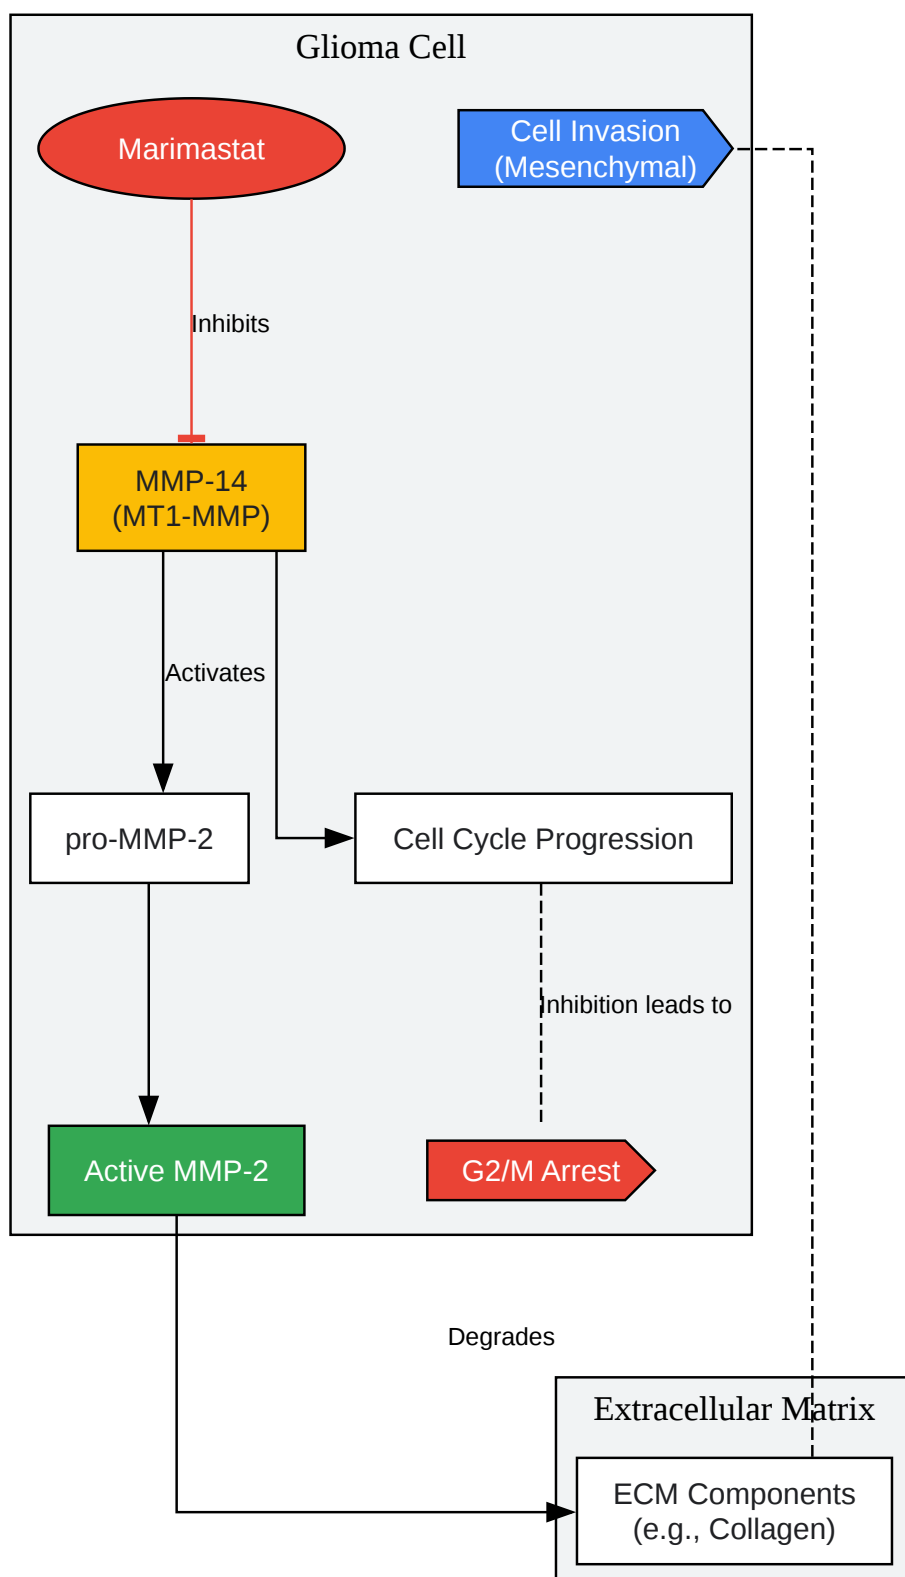 Glioma Cell
Marimastat
Cell Invasion
(Mesenchymal)
Inhibits
MMP-14
(MT1-MMP)
Activates
pro-MMP-2
Cell Cycle Progression
Inhibition leads to
Active MMP-2
G2/M Arrest
Degrades
Extracellular Matrix
ECM Components
(e.g., Collagen)